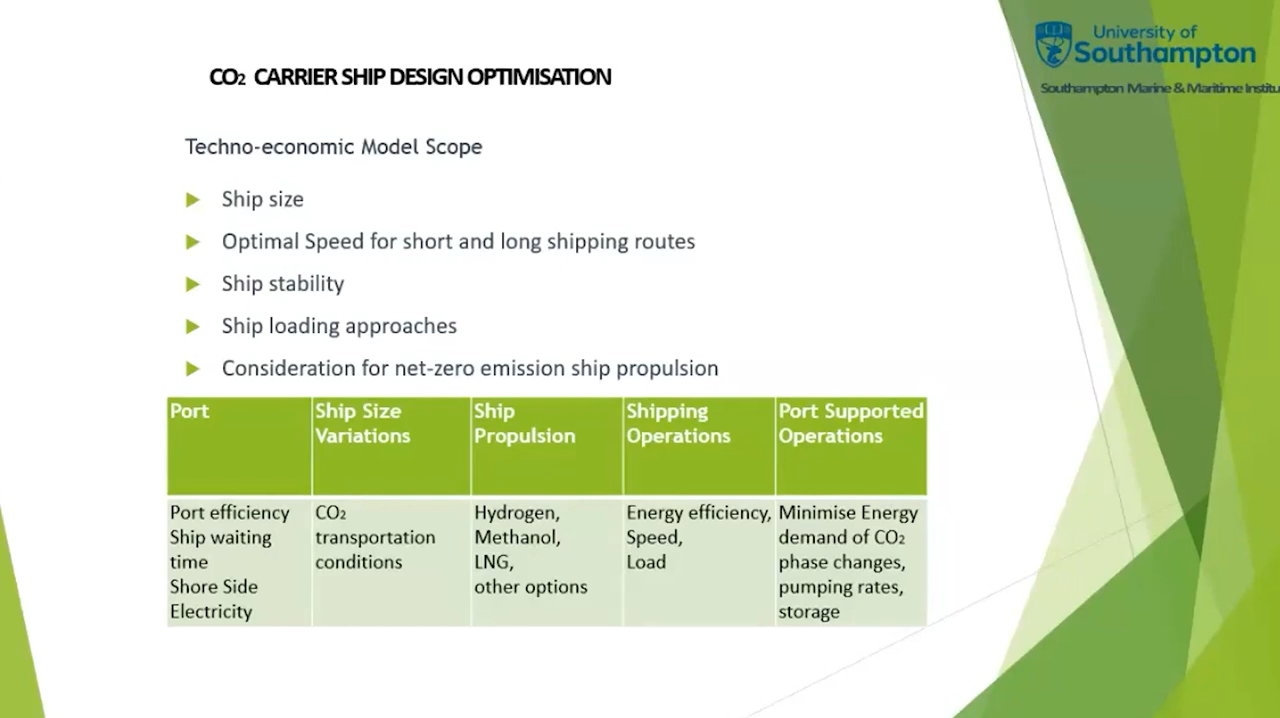 University of
Southampton
Southampton Marine & Maritime Institu
CO₂ CARRIER SHIP DESIGN OPTIMISATION
Techno-economic Model Scope
Ship size
Optimal Speed for short and long shipping routes
Ship stability
Ship loading approaches
Consideration for net-zero emission ship propulsion
Port
Ship Size
Variations
Ship
Propulsion
Shipping
Operations
Port Supported
Operations
Port efficiency
Ship waiting
time
Shore Side
Electricity
CO₂
transportation
conditions
Hydrogen,
Methanol,
LNG,
other options
Energy efficiency,
Speed,
Load
Minimise Energy
demand of CO₂
phase changes,
pumping rates,
storage